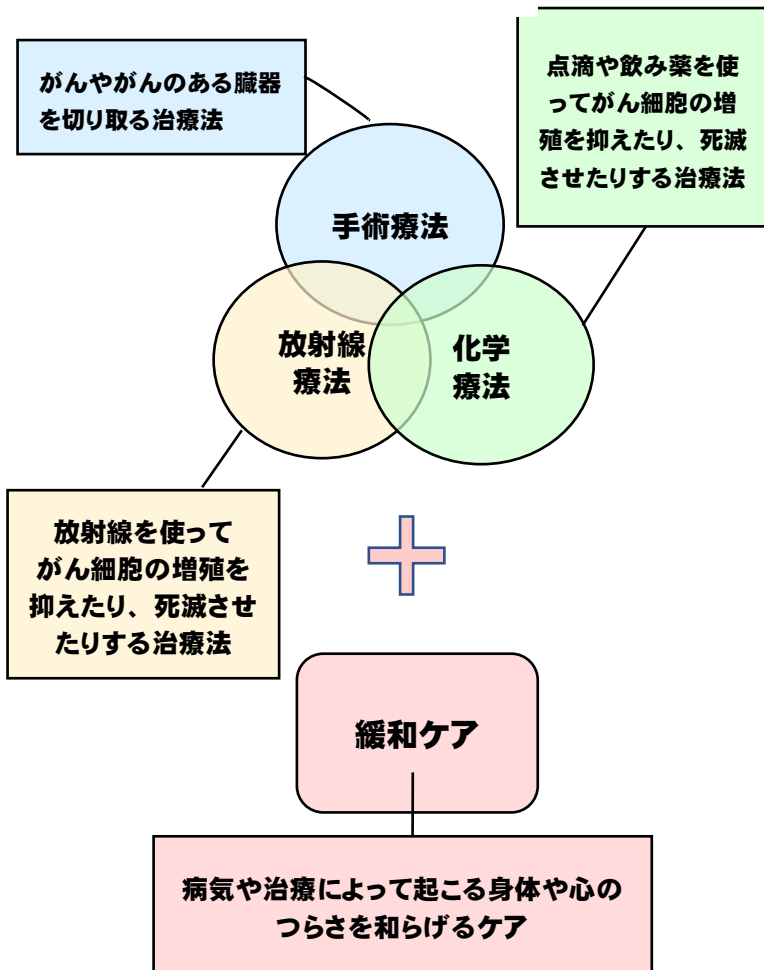 がんやがんのある臓器
を切り取る治療法
点滴や飲み薬を使
ってがん細胞の増
殖を抑えたり、死滅
させたりする治療法
手術療法
放射線
療法
化学
療法
放射線を使って
がん細胞の増殖を
抑えたり、死滅させ
たりする治療法
緩和ケア
病気や治療によって起こる身体や心の
つらさを和らげるケア